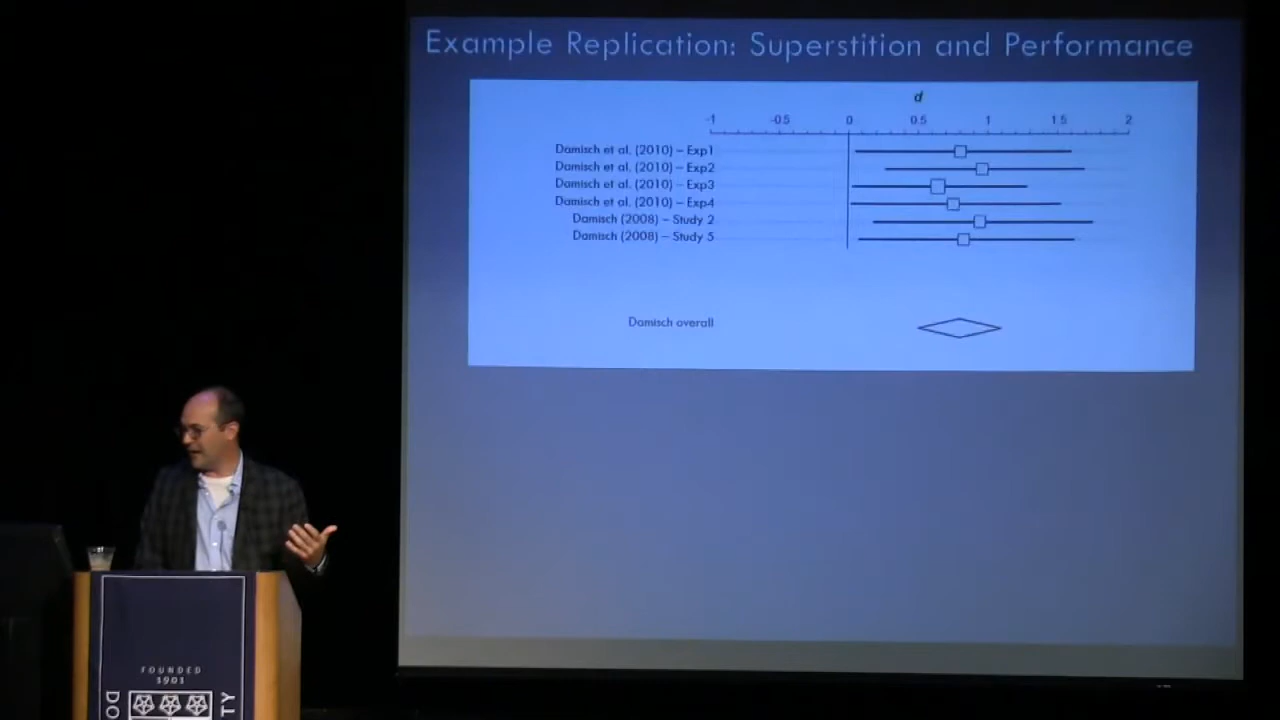 Example Replication: Superstition and Performance
d
-1 -0.5 0 0.5 1 1.5 2
Damisch et al. (2010) – Exp1
Damisch et al. (2010) – Exp2
Damisch et al. (2010) – Exp3
Damisch et al. (2010) – Exp4
Damisch (2008) – Study 2
Damisch (2008) – Study 5
Damisch overall
FOUNDED
1901
DO
TY